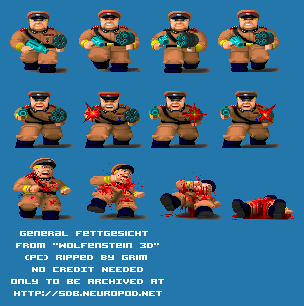 General Fettgesicht
From "Wolfenstein 3D"
(PC) Ripped by Grim
No credit needed
Only to be archived at
http://sdb.neuropod.net